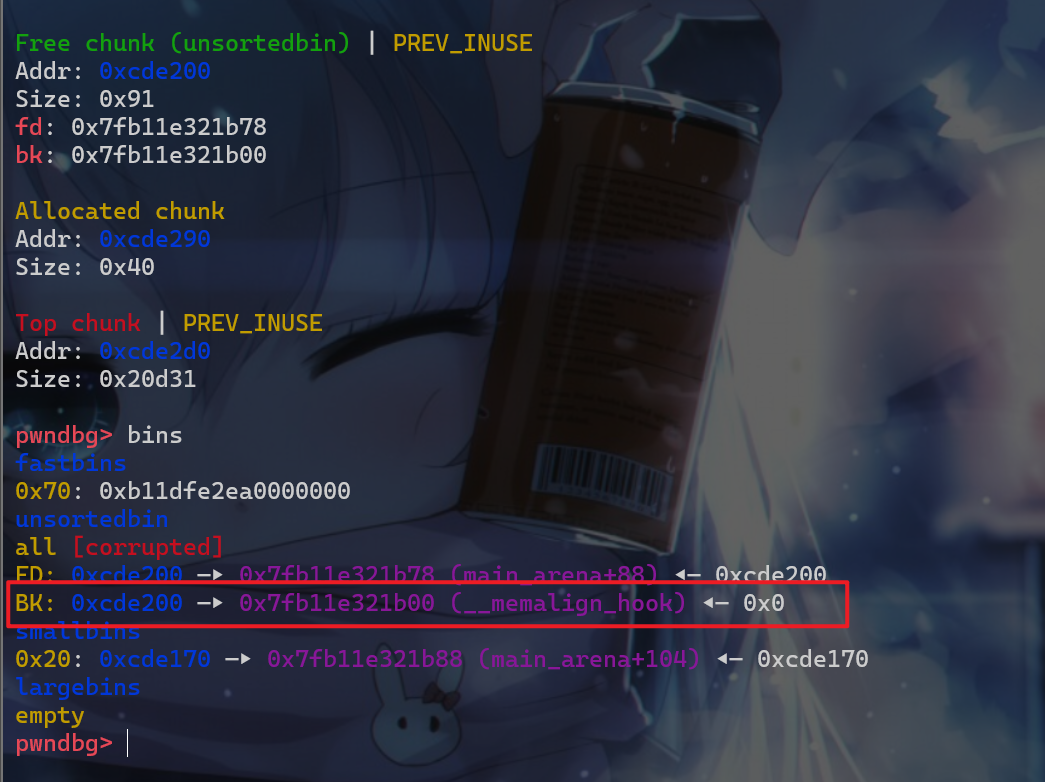 Free chunk (unsortedbin) | PREV_INUSE
Addr: 0xcde200
Size: 0x91
fd: 0x7fb11e321b78
bk: 0x7fb11e321b00
Allocated chunk
Addr: 0xcde290
Size: 0x40
Top chunk | PREV_INUSE
Addr: 0xcde2d0
Size: 0x20d31
pwndbg> bins
fastbins
0x70: 0xb11dfe2ea0000000
unsortedbin
all [corrupted]
FD: 0xcde200 —▸ 0x7fb11e321b78 (main_arena+88) ◂— 0xcde200
BK: 0xcde200 —▸ 0x7fb11e321b00 (__memalign_hook) ◂— 0x0
smallbins
0x20: 0xcde170 —▸ 0x7fb11e321b88 (main_arena+104) ◂— 0xcde170
largebins
empty
pwndbg>